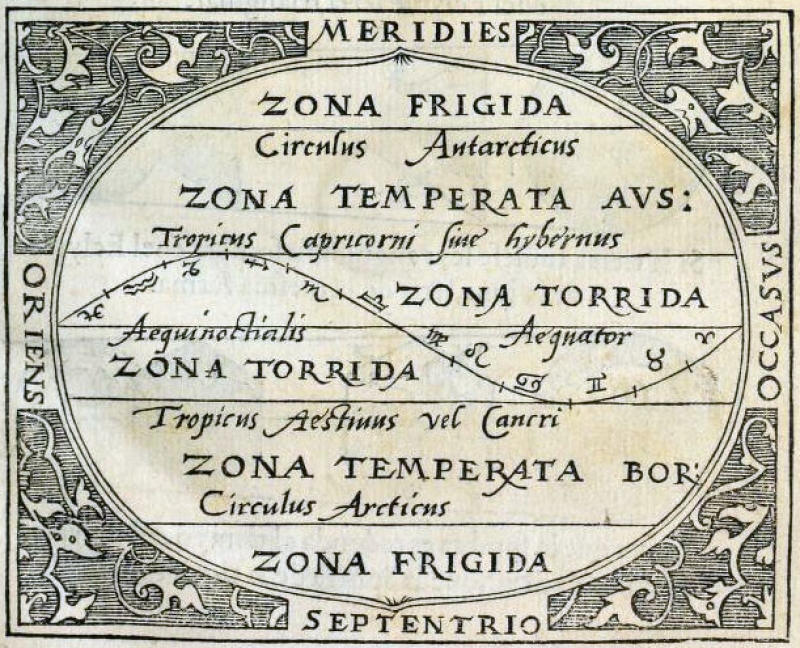 MERIDIES
ZONA FRIGIDA
Circulus Antarcticus
ZONA TEMPERATA AVS:
Tropicus Capricorni siue hybernus
♓ ♒ ♑ ♐ ♏ ♎
ZONA TORRIDA
ORIENS
OCCASVS
Aequinoctialis
Aequator
♍ ♌ ♋ ♊ ♉ ♈
ZONA TORRIDA
Tropicus Aestiuus vel Cancri
ZONA TEMPERATA BOR:
Circulus Arcticus
ZONA FRIGIDA
SEPTENTRIO